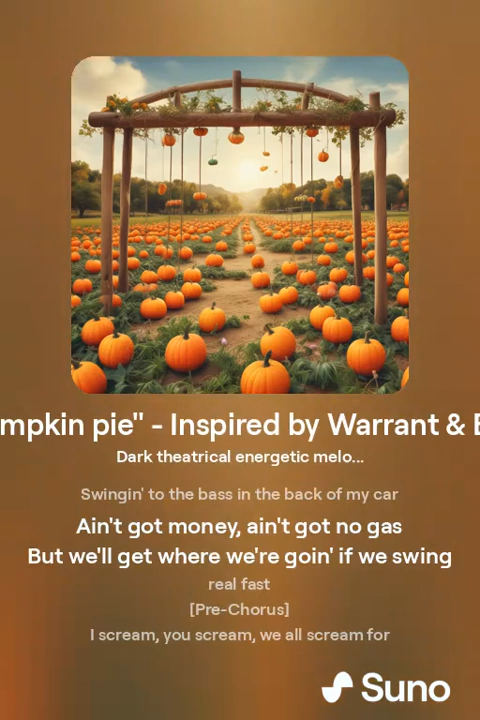 mpkin pie" - Inspired by Warrant & E
Dark theatrical energetic melo...
Swingin' to the bass in the back of my car
Ain't got money, ain't got no gas
But we'll get where we're goin' if we swing
real fast
[Pre-Chorus]
I scream, you scream, we all scream for
Suno